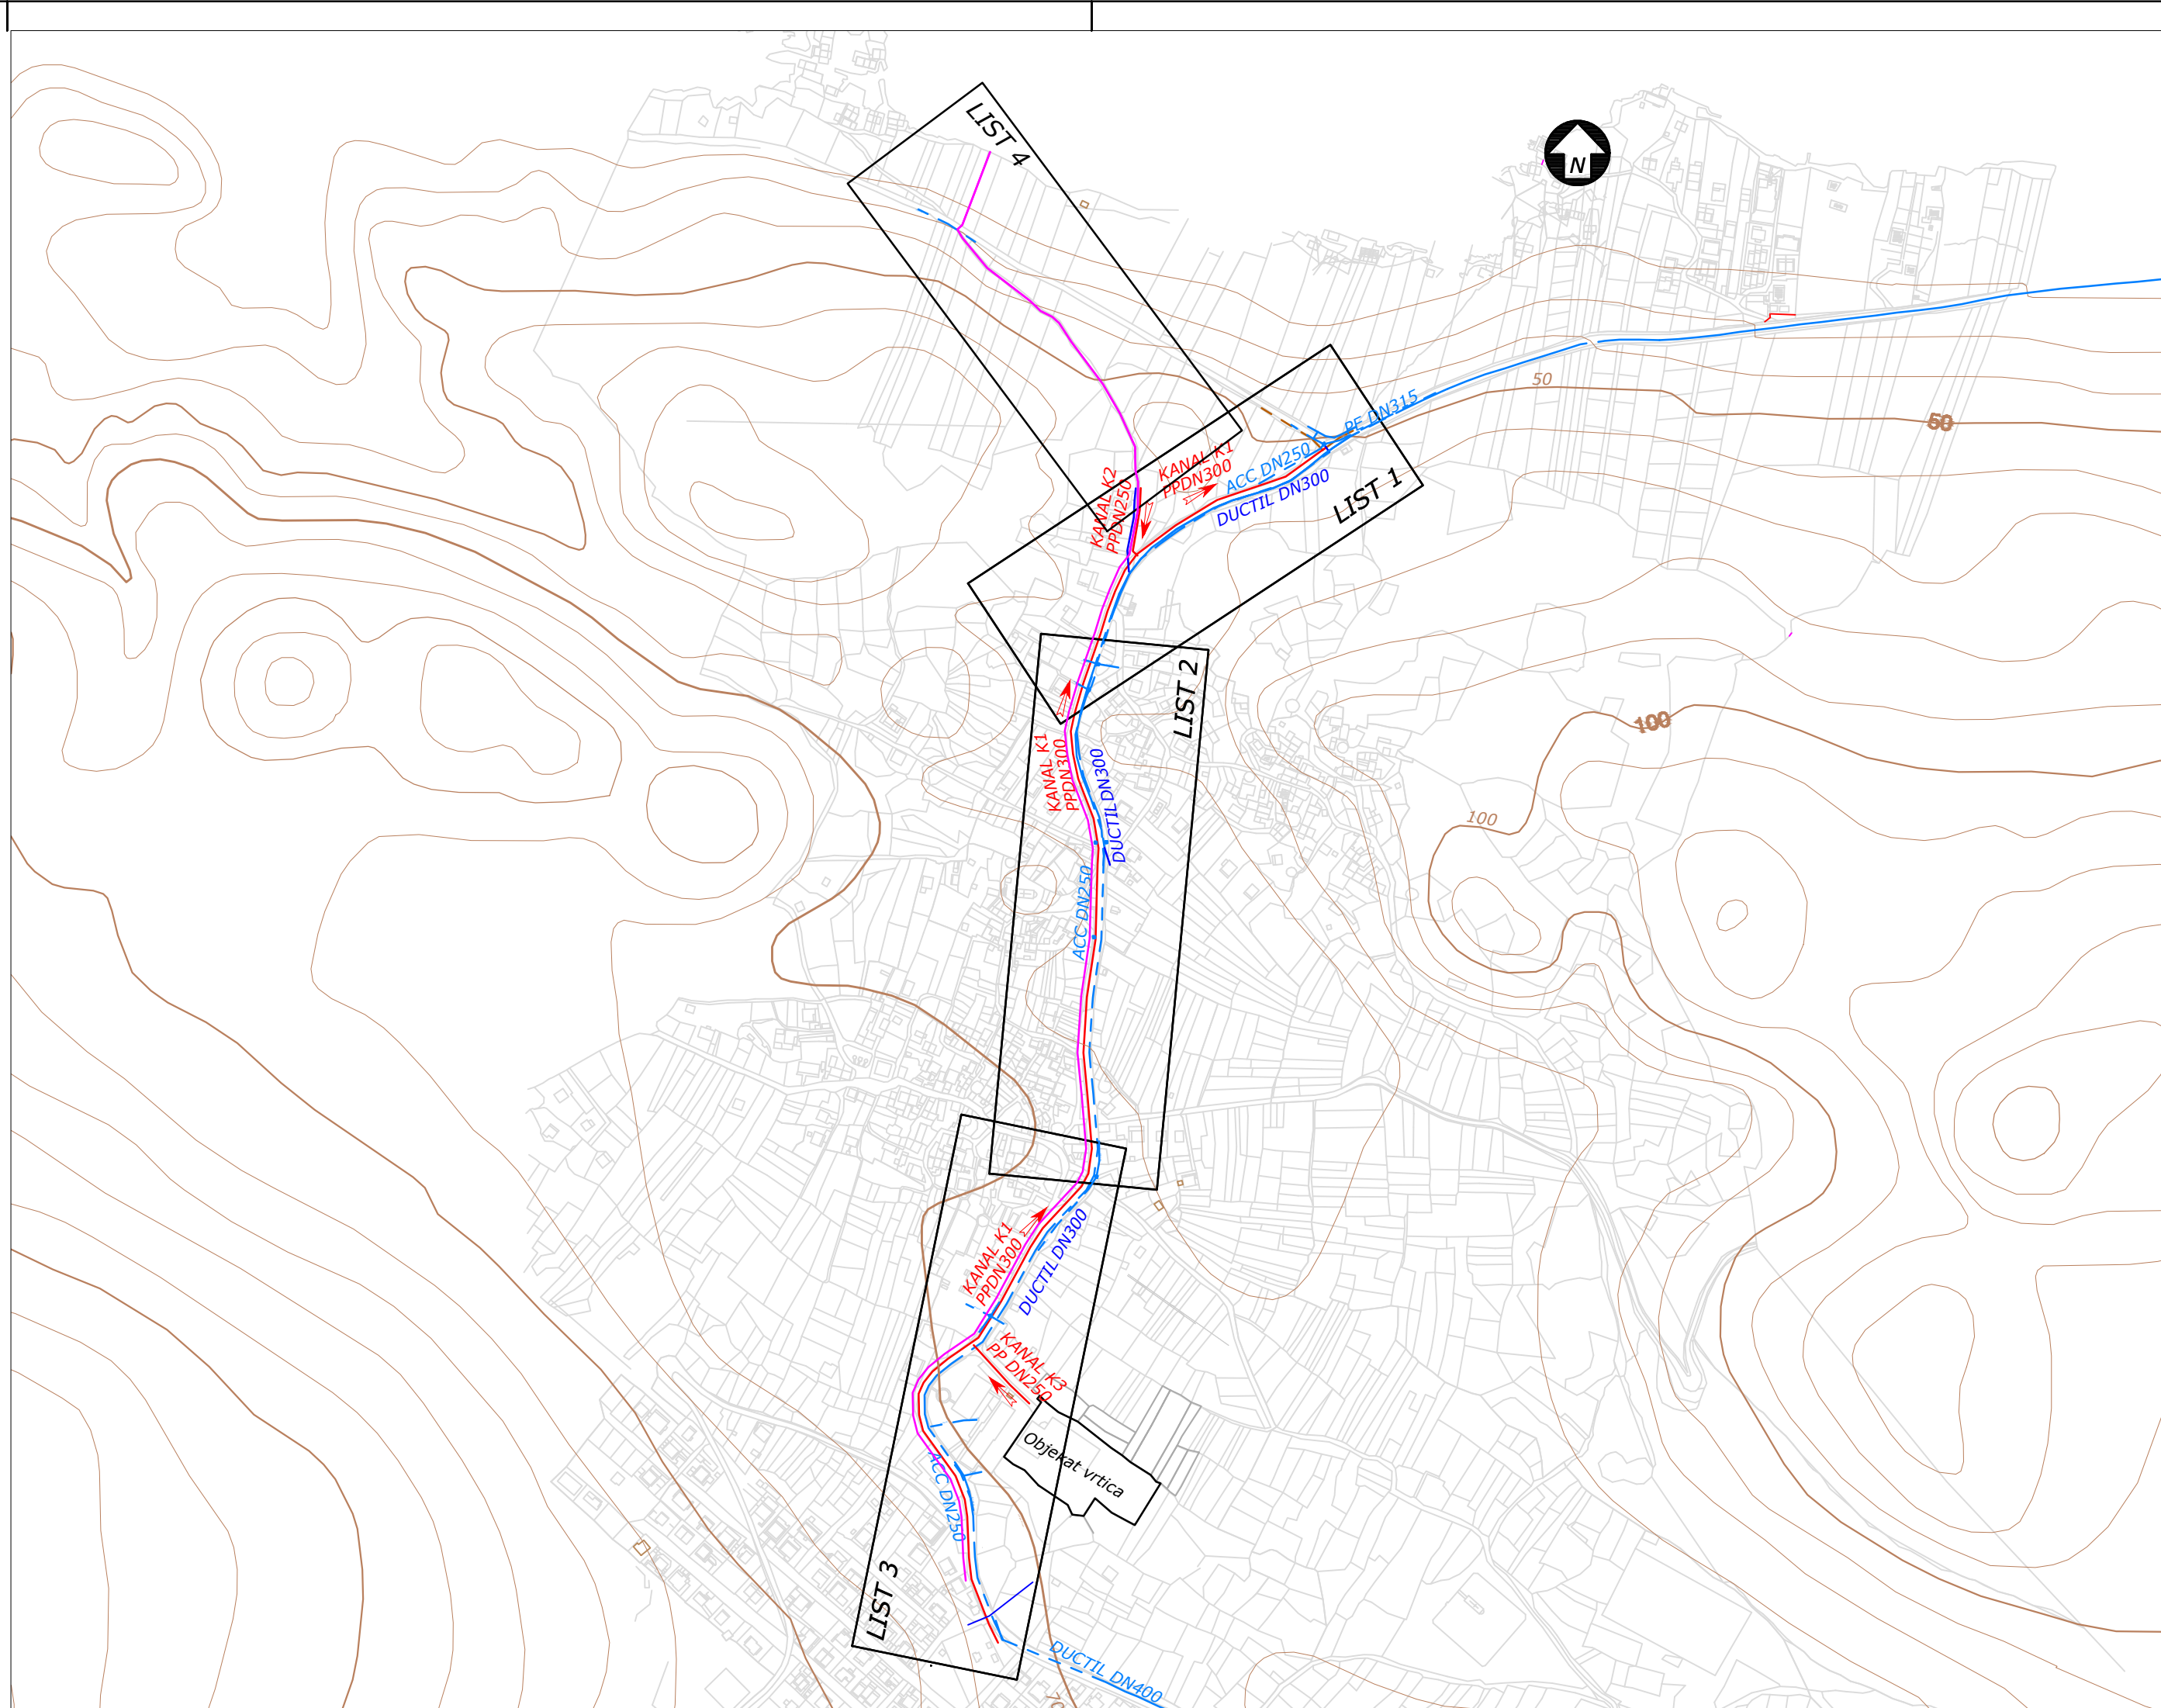 LIST 4
N
50
50
PE DN315
KANAL K1
PPDN300
ACC DN250
DUCTIL DN300
LIST 1
KANAL K2
PPDN250
LIST 2
100
100
KANAL K1
PPDN300
DUCTIL DN300
ACC DN250
KANAL K1
PPDN300
DUCTIL DN300
KANAL K3
PP DN250
Objekat vrtica
ACC DN250
LIST 3
DUCTIL DN400